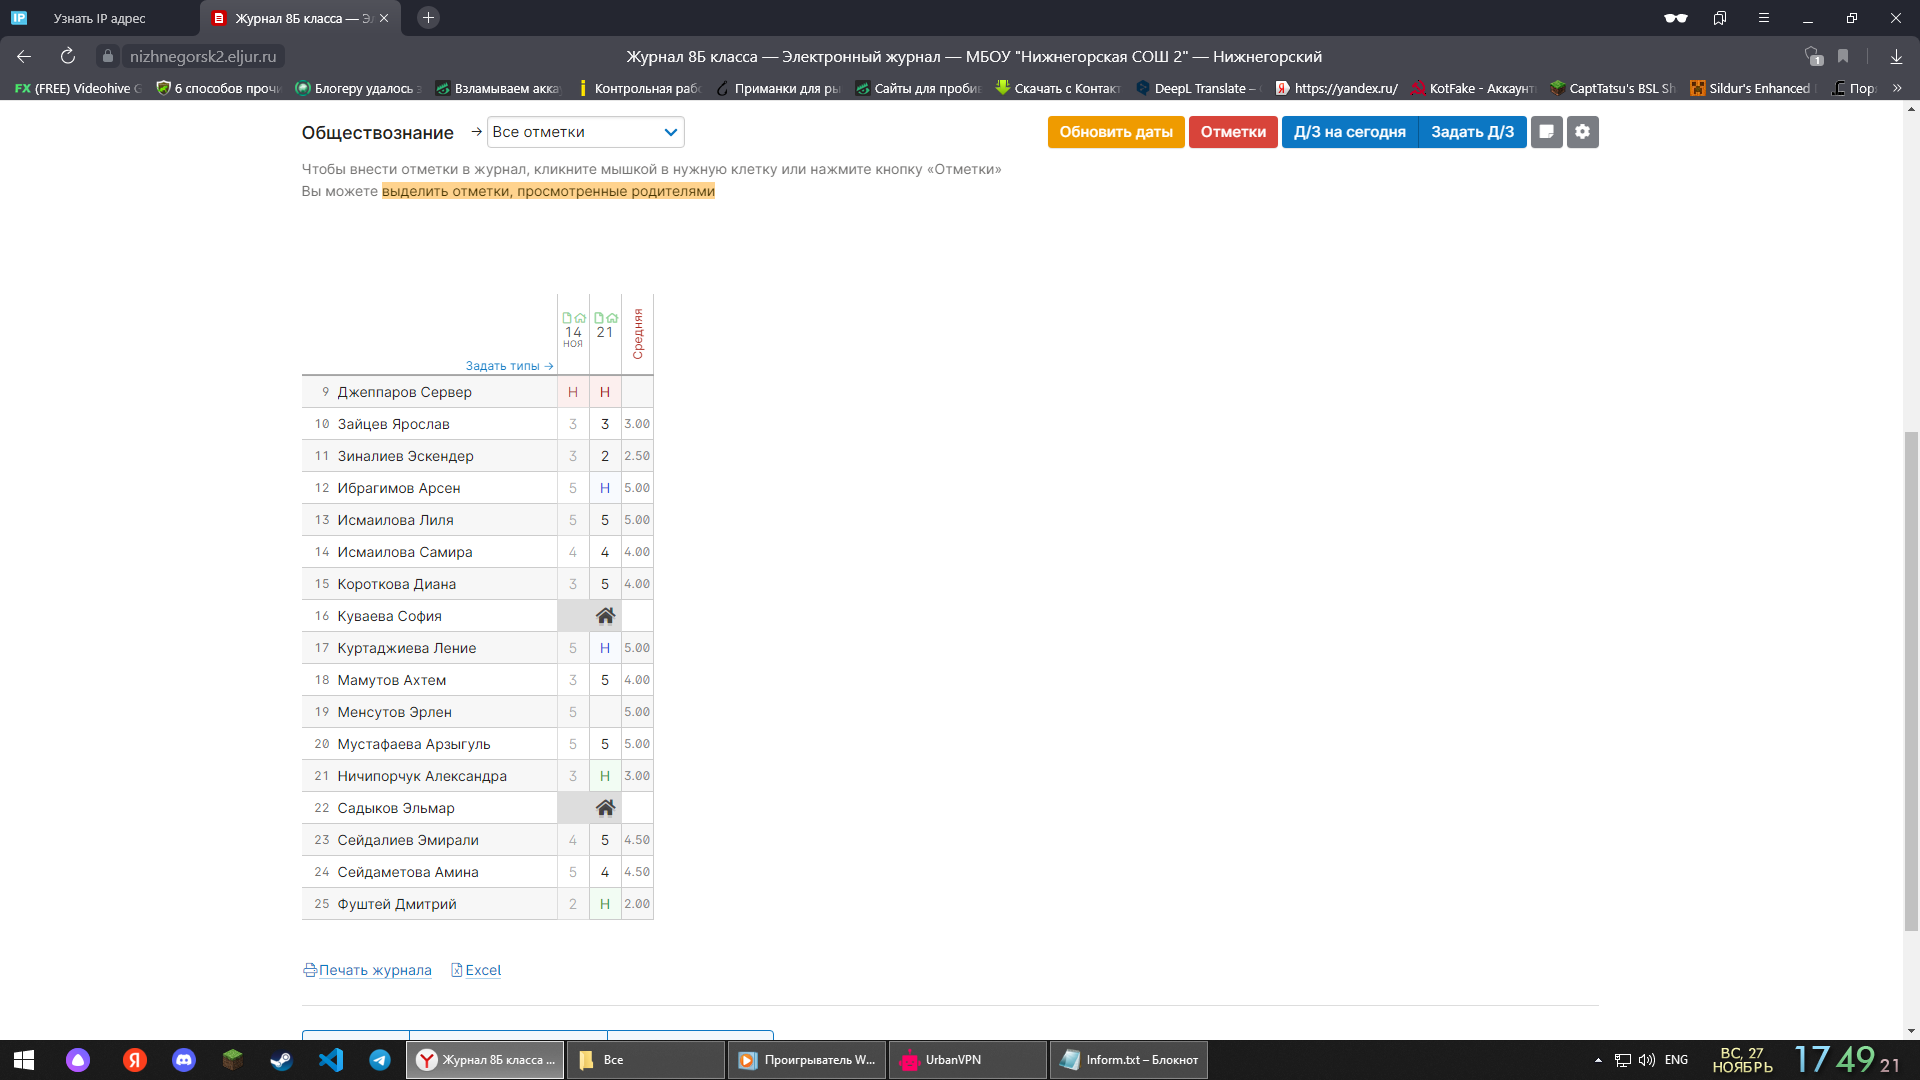 IP Узнать IP адрес Журнал 8Б класса — Эл
nizhnegorsk2.eljur.ru Журнал 8Б класса — Электронный журнал — МБОУ "Нижнегорская СОШ 2" — Нижнегорский 1
FX (FREE) Videohive 6 способов проч Блогеру удалось Взламываем акка Контрольная раб Приманки для ры Сайты для проби Скачать с Контакт DeepL Translate – Я https://yandex.ru/ KotFake - Аккаунт CaptTatsu's BSL Sh Sildur's Enhanced Пор »
Обществознание → Все отметки Обновить даты Отметки Д/З на сегодня Задать Д/З
Чтобы внести отметки в журнал, кликните мышкой в нужную клетку или нажмите кнопку «Отметки»
Вы можете выделить отметки, просмотренные родителями
14 21 Средняя
ноя
Задать типы →
9 Джеппаров Сервер Н Н
10 Зайцев Ярослав 3 3 3.00
11 Зиналиев Эскендер 3 2 2.50
12 Ибрагимов Арсен 5 Н 5.00
13 Исмаилова Лиля 5 5 5.00
14 Исмаилова Самира 4 4 4.00
15 Короткова Диана 3 5 4.00
16 Куваева София
17 Куртаджиева Ление 5 Н 5.00
18 Мамутов Ахтем 3 5 4.00
19 Менсутов Эрлен 5 5.00
20 Мустафаева Арзыгуль 5 5 5.00
21 Ничипорчук Александра 3 Н 3.00
22 Садыков Эльмар
23 Сейдалиев Эмирали 4 5 4.50
24 Сейдаметова Амина 5 4 4.50
25 Фуштей Дмитрий 2 Н 2.00
Печать журнала Excel
Журнал 8Б класса ... Все Проигрыватель W... UrbanVPN Inform.txt – Блокнот ENG ВС, 27 НОЯБРЬ 17 49 21